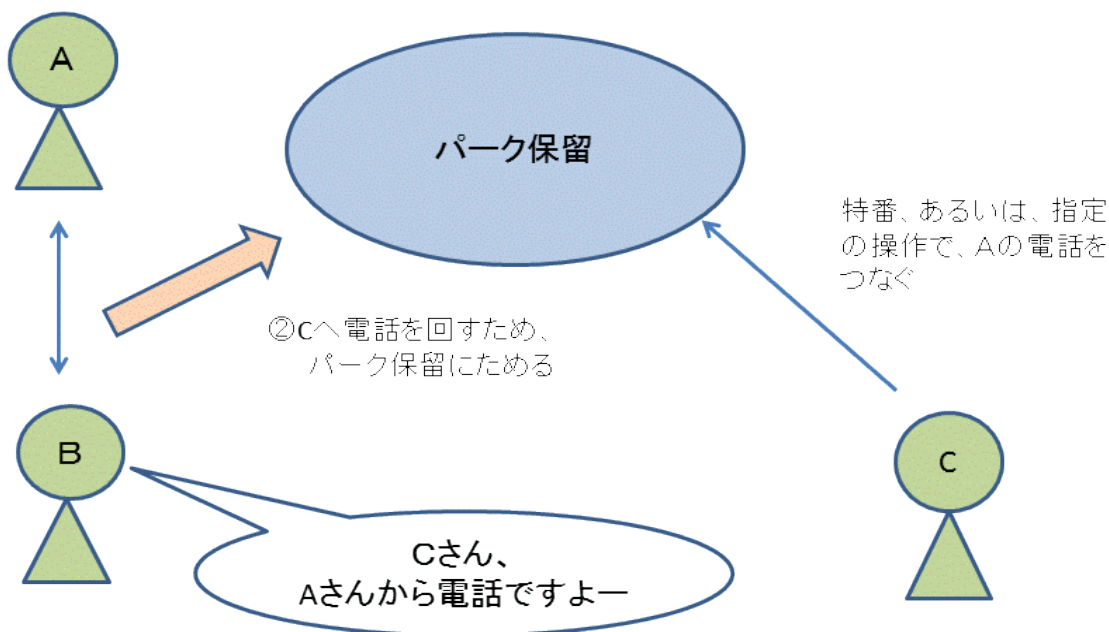 A
パーク保留
特番、あるいは、指定
の操作で、Aの電話を
つなぐ
②Cへ電話を回すため、
パーク保留にためる
B
C
Cさん、
Aさんから電話ですよー